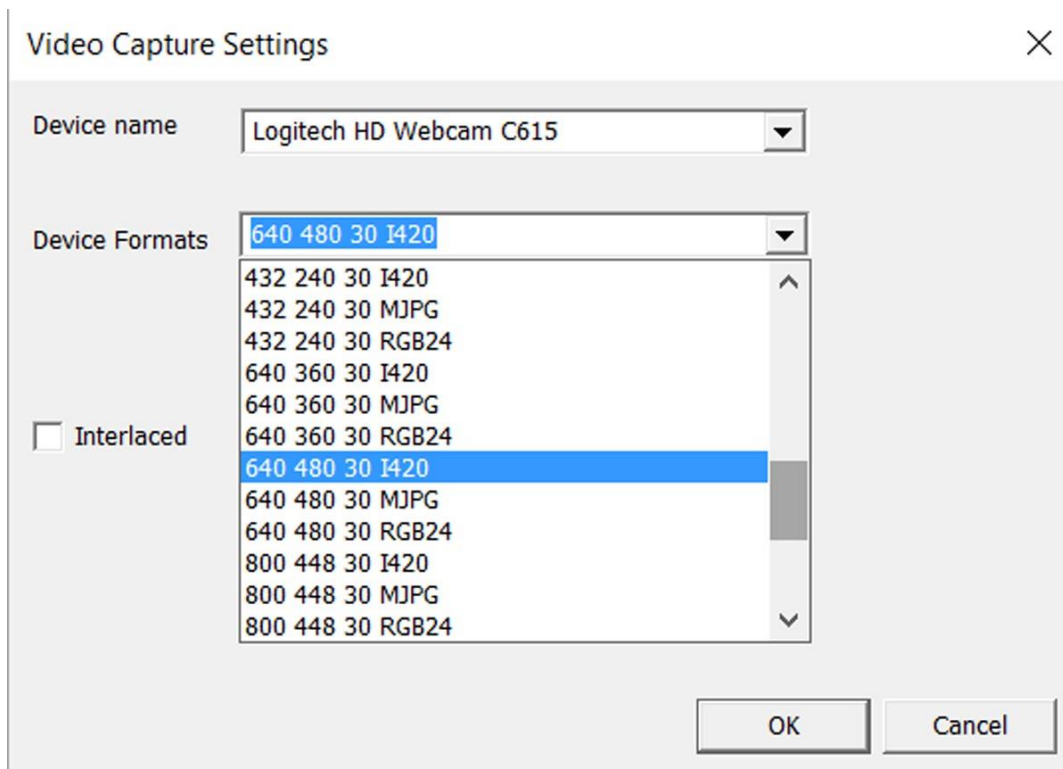 Video Capture Settings
Device name
Logitech HD Webcam C615
Device Formats
640 480 30 I420
432 240 30 I420
432 240 30 MJPG
432 240 30 RGB24
640 360 30 I420
640 360 30 MJPG
640 360 30 RGB24
Interlaced
640 480 30 I420
640 480 30 MJPG
640 480 30 RGB24
800 448 30 I420
800 448 30 MJPG
800 448 30 RGB24
OK
Cancel